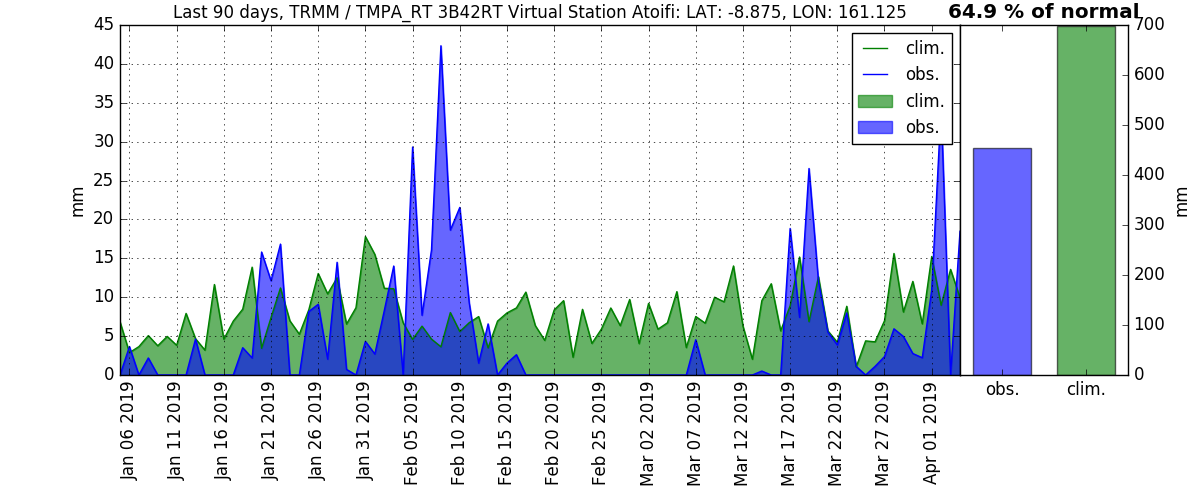 Last 90 days, TRMM / TMPA_RT 3B42RT Virtual Station Atoifi: LAT: -8.875, LON: 161.125
64.9 % of normal
mm
45
40
35
30
25
20
15
10
5
0
clim.
obs.
clim.
obs.
Jan 06 2019
Jan 11 2019
Jan 16 2019
Jan 21 2019
Jan 26 2019
Jan 31 2019
Feb 05 2019
Feb 10 2019
Feb 15 2019
Feb 20 2019
Feb 25 2019
Mar 02 2019
Mar 07 2019
Mar 12 2019
Mar 17 2019
Mar 22 2019
Mar 27 2019
Apr 01 2019
700
600
500
400
300
200
100
0
mm
obs.
clim.